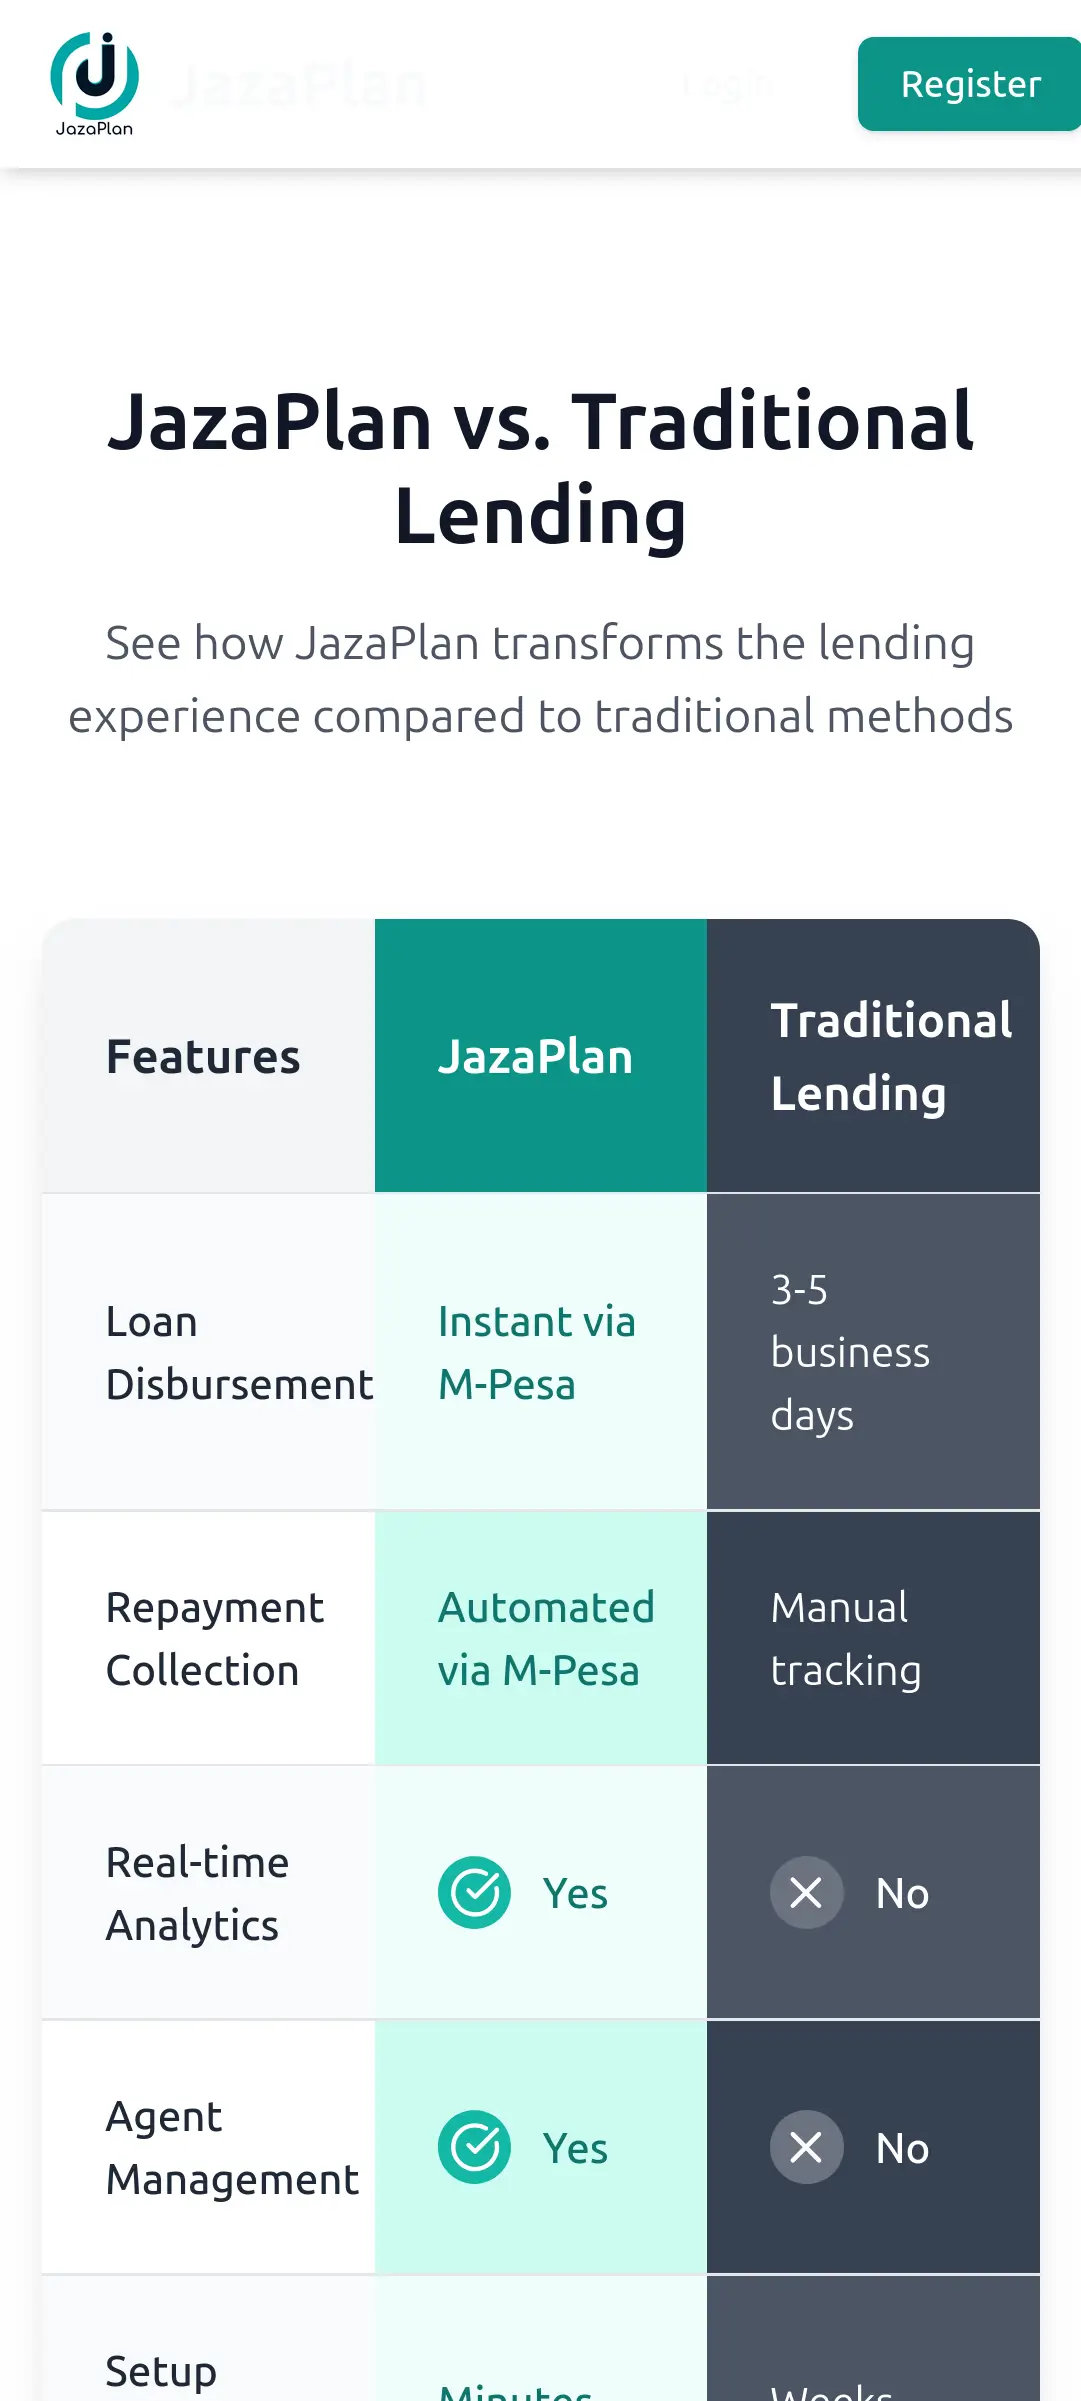 JazaPlan
JazaPlan
Login
Register
JazaPlan vs. Traditional
Lending
See how JazaPlan transforms the lending
experience compared to traditional methods
Features
JazaPlan
Traditional
Lending
Loan
Disbursement
Instant via
M-Pesa
3-5
business
days
Repayment
Collection
Automated
via M-Pesa
Manual
tracking
Real-time
Analytics
Yes
No
Agent
Management
Yes
No
Setup
Minutes
Weeks